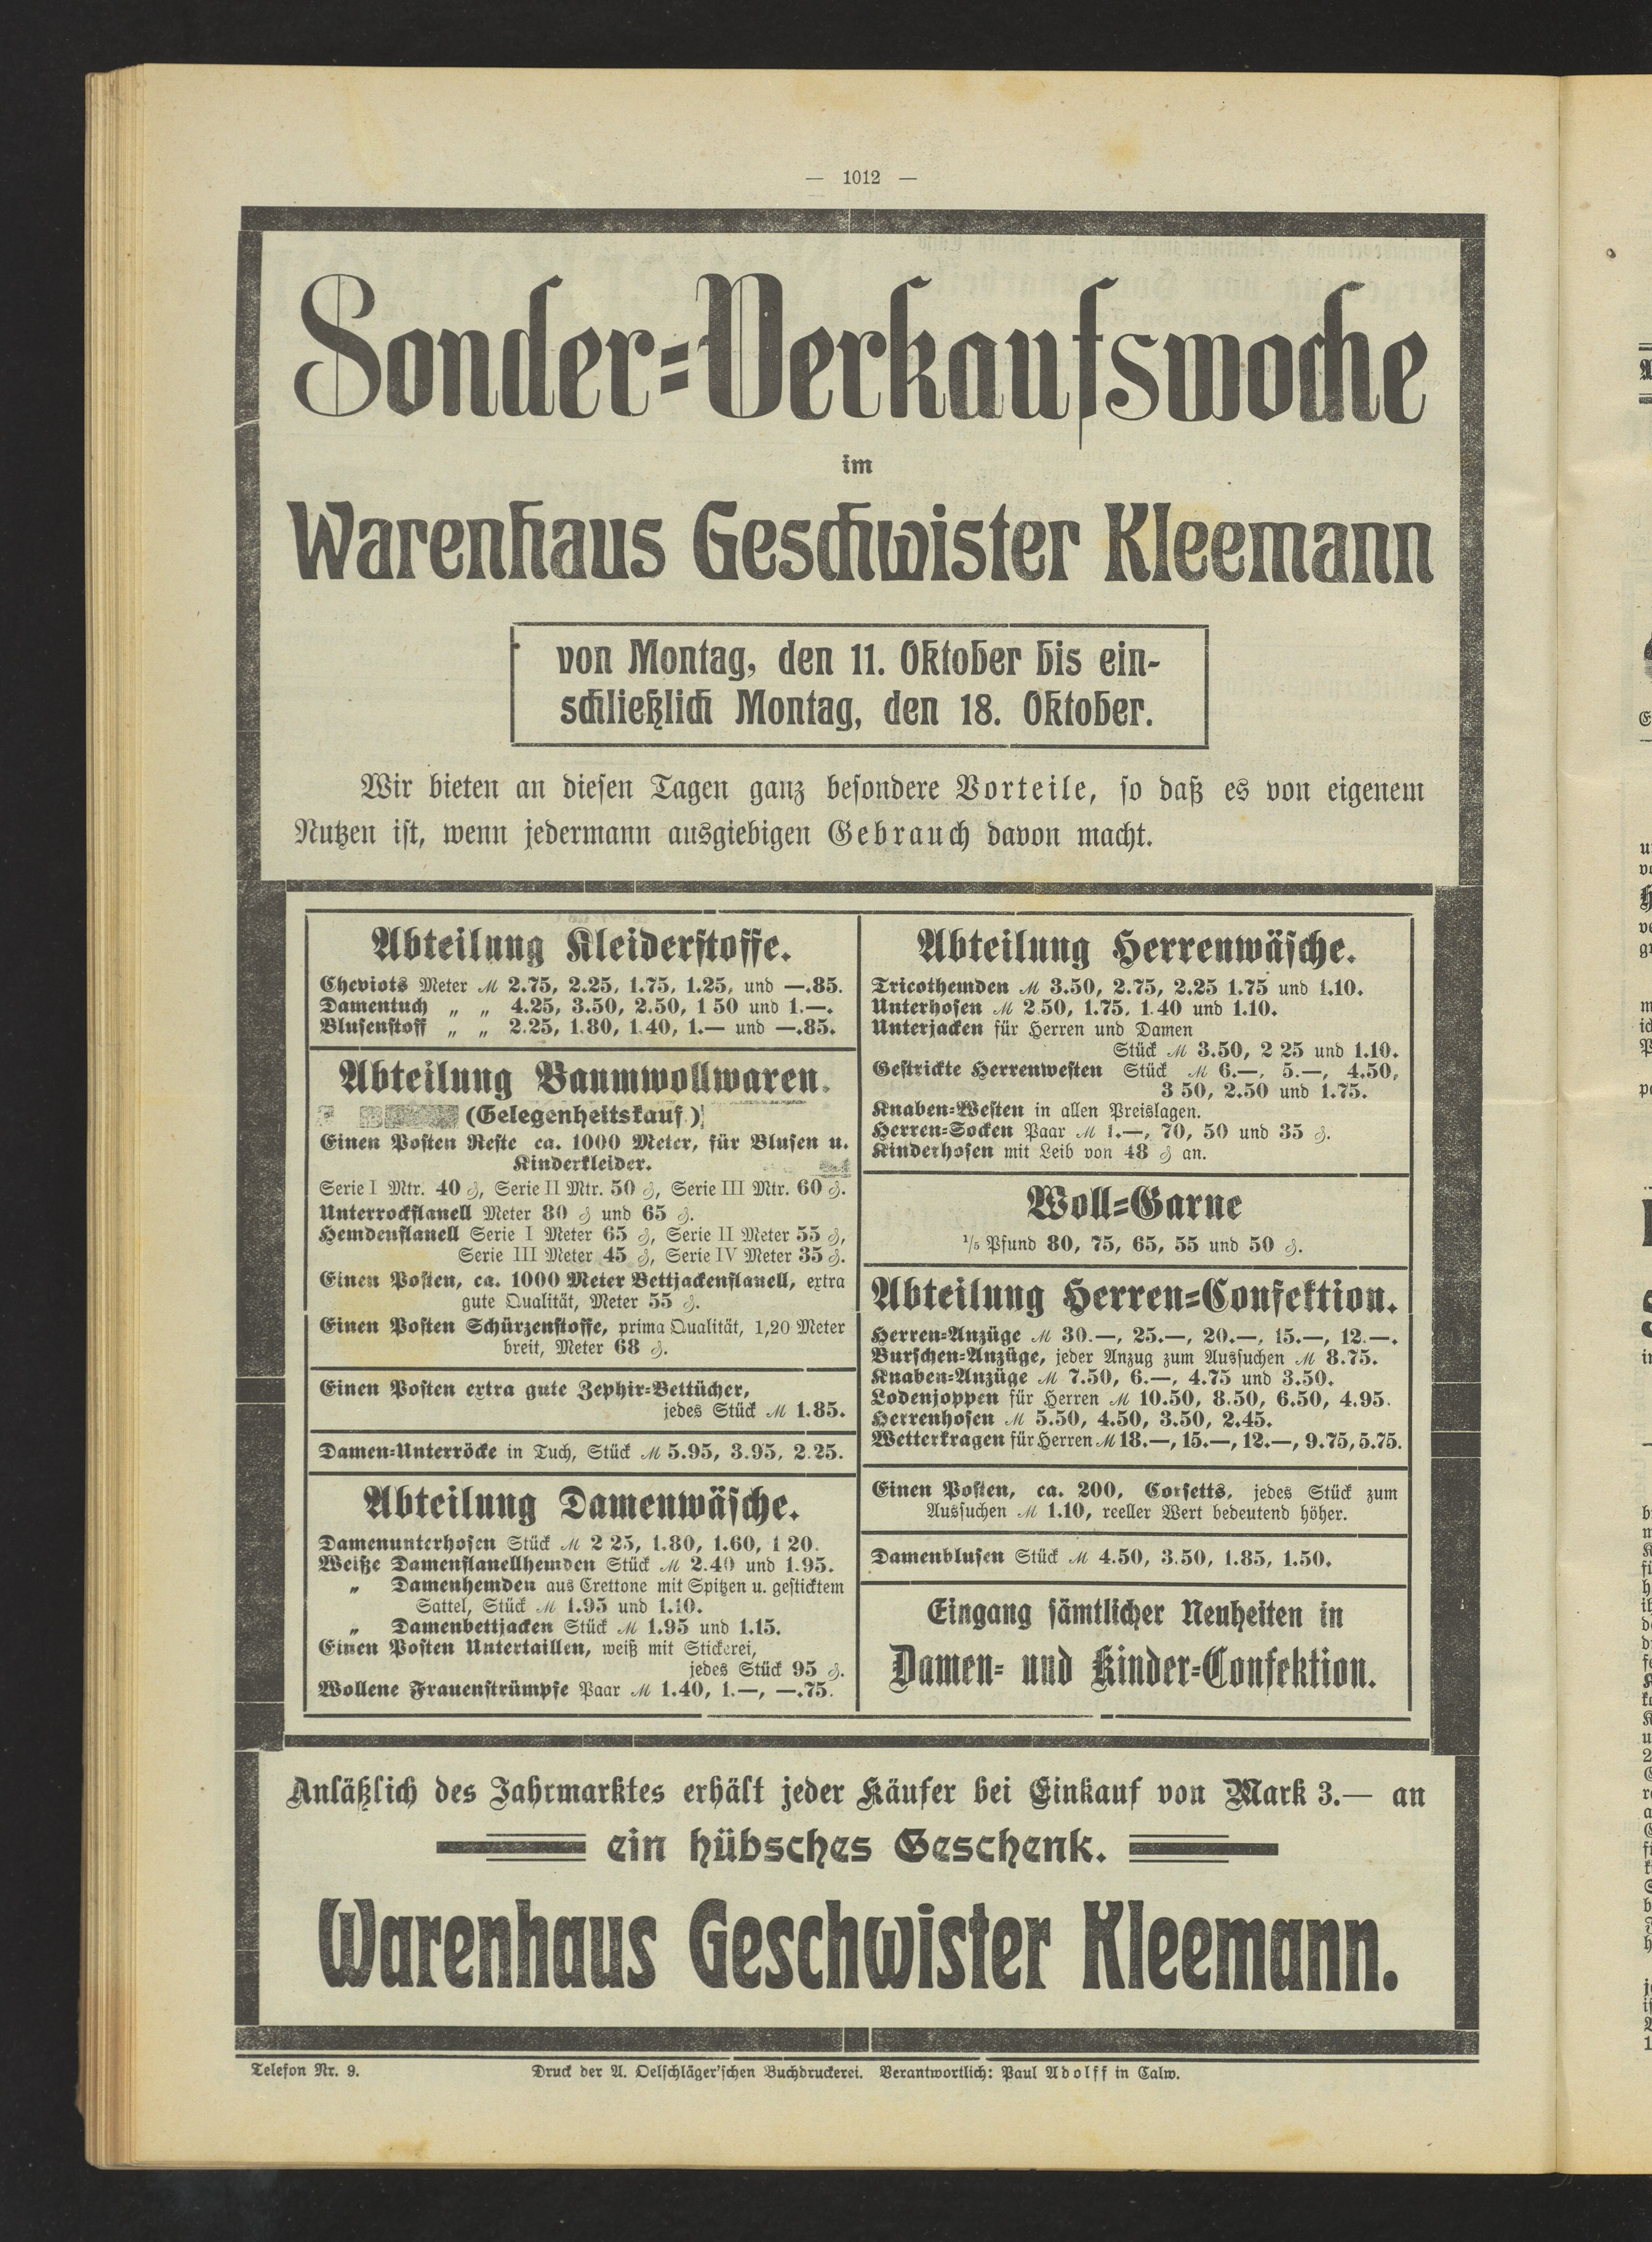 — 1012 —
Sonder=Verkaufswoche
im
Warenhaus Geschwister Kleemann
von Montag, den 11. Oktober bis ein-
schließlich Montag, den 18. Oktober.
Wir bieten an diesen Tagen ganz besondere Vorteile, so daß es von eigenem
Nutzen ist, wenn jedermann ausgiebigen Gebrauch davon macht.
Abteilung Kleiderstoffe.
Cheviots Meter ℳ 2.75, 2.25, 1.75, 1.25, und —.85.
Damentuch „ „ 4.25, 3.50, 2.50, 1 50 und 1.—.
Blusenstoff „ „ 2.25, 1.80, 1.40, 1.— und —.85.
Abteilung Baumwollwaren.
(Gelegenheitskauf.)
Einen Posten Reste ca. 1000 Meter, für Blusen u.
Kinderkleider.
Serie I Mtr. 40 ₰, Serie II Mtr. 50 ₰, Serie III Mtr. 60 ₰.
Unterrockflanell Meter 80 ₰ und 65 ₰.
Hemdenflanell Serie I Meter 65 ₰, Serie II Meter 55 ₰,
Serie III Meter 45 ₰, Serie IV Meter 35 ₰.
Einen Posten, ca. 1000 Meter Bettjackenflanell, extra
gute Qualität, Meter 55 ₰.
Einen Posten Schürzenstoffe, prima Qualität, 1,20 Meter
breit, Meter 68 ₰.
Einen Posten extra gute Zephir=Bettücher,
jedes Stück ℳ 1.85.
Damen=Unterröcke in Tuch, Stück ℳ 5.95, 3.95, 2.25.
Abteilung Damenwäsche.
Damenunterhosen Stück ℳ 2 25, 1.80, 1.60, 1 20.
Weiße Damenflanellhemden Stück ℳ 2.40 und 1.95.
„ Damenhemden aus Crettone mit Spitzen u. gesticktem
Sattel, Stück ℳ 1.95 und 1.10.
„ Damenbettjacken Stück ℳ 1.95 und 1.15.
Einen Posten Untertaillen, weiß mit Stickerei,
jedes Stück 95 ₰.
Wollene Frauenstrümpfe Paar ℳ 1.40, 1.—, —.75.
Abteilung Herrenwäsche.
Tricothemden ℳ 3.50, 2.75, 2.25 1.75 und 1.10.
Unterhosen ℳ 2.50, 1.75, 1.40 und 1.10.
Unterjacken für Herren und Damen
Stück ℳ 3.50, 2 25 und 1.10.
Gestrickte Herrenwesten Stück ℳ 6.—, 5.—, 4.50,
3 50, 2.50 und 1.75.
Knaben=Westen in allen Preislagen.
Herren=Socken Paar ℳ 1.—, 70, 50 und 35 ₰.
Kinderhosen mit Leib von 48 ₰ an.
Woll=Garne
1/5 Pfund 80, 75, 65, 55 und 50 ₰.
Abteilung Herren=Confektion.
Herren=Anzüge ℳ 30.—, 25.—, 20.—, 15.—, 12.—.
Burschen=Anzüge, jeder Anzug zum Aussuchen ℳ 8.75.
Knaben=Anzüge ℳ 7.50, 6.—, 4.75 und 3.50.
Lodenjoppen für Herren ℳ 10.50, 8.50, 6.50, 4.95.
Herrenhosen ℳ 5.50, 4.50, 3.50, 2.45.
Wetterkragen für Herren ℳ 18.—, 15.—, 12.—, 9.75, 5.75.
Einen Posten, ca. 200, Corsetts, jedes Stück zum
Aussuchen ℳ 1.10, reeller Wert bedeutend höher.
Damenblusen Stück ℳ 4.50, 3.50, 1.85, 1.50.
Eingang sämtlicher Neuheiten in
Damen= und Kinder=Confektion.
Anläßlich des Jahrmarktes erhält jeder Käufer bei Einkauf von Mark 3.— an
ein hübsches Geschenk.
Warenhaus Geschwister Kleemann.
Telefon Nr. 9. Druck der A. Oelschläger'schen Buchdruckerei. Verantwortlich: Paul Adolff in Calw.